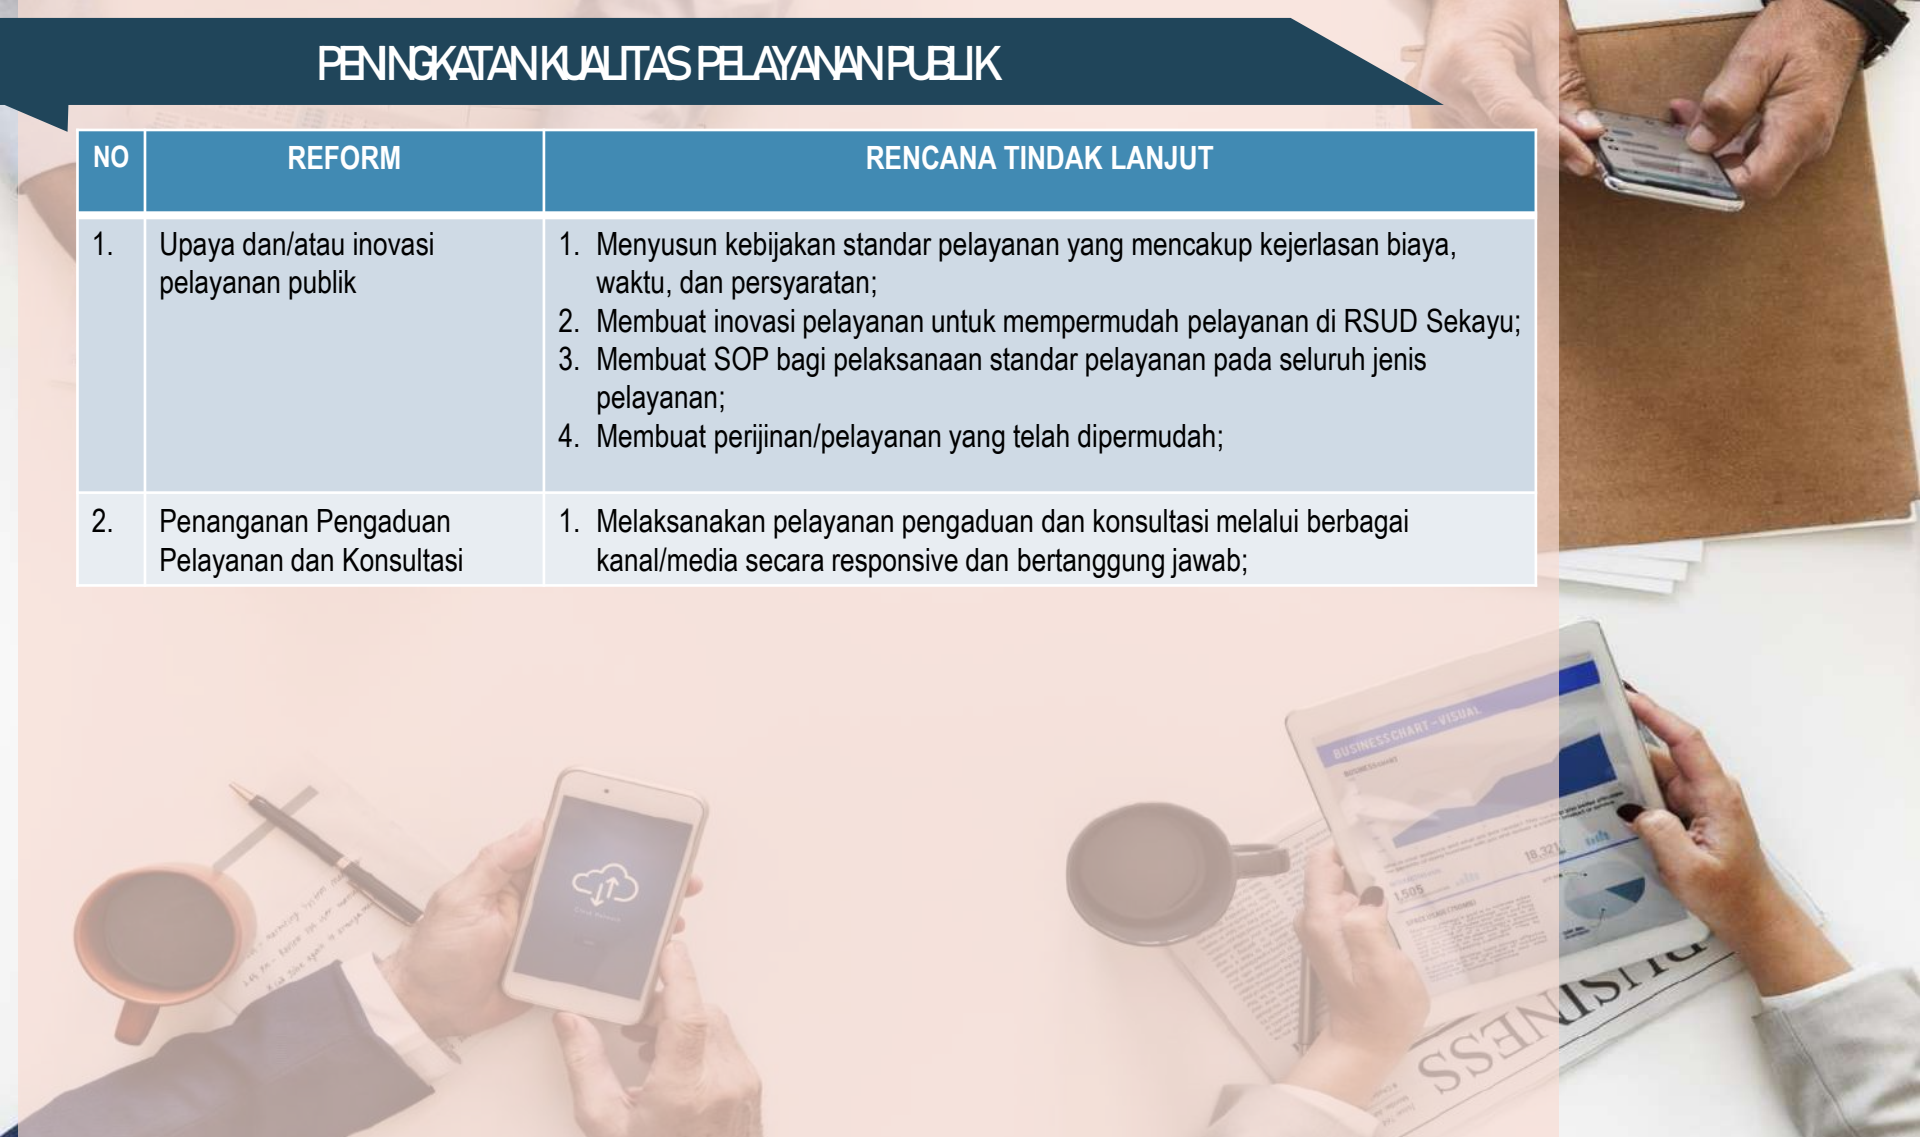 PENINGKATAN KUALITAS PELAYANAN PUBLIK
NO REFORM RENCANA TINDAK LANJUT
1. Upaya dan/atau inovasi
pelayanan publik
1. Menyusun kebijakan standar pelayanan yang mencakup kejerlasan biaya,
waktu, dan persyaratan;
2. Membuat inovasi pelayanan untuk mempermudah pelayanan di RSUD Sekayu;
3. Membuat SOP bagi pelaksanaan standar pelayanan pada seluruh jenis
pelayanan;
4. Membuat perijinan/pelayanan yang telah dipermudah;
2. Penanganan Pengaduan
Pelayanan dan Konsultasi
1. Melaksanakan pelayanan pengaduan dan konsultasi melalui berbagai
kanal/media secara responsive dan bertanggung jawab;
BUSINESS CHART - VISUAL
18,321
1,505
BUSINESS